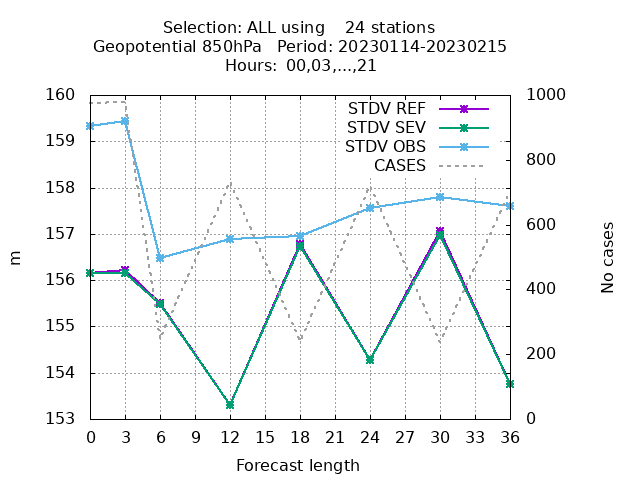 Selection: ALL using    24 stations
Geopotential 850hPa   Period: 20230114-20230215
Hours: 00,03,...,21
STDV REF
STDV SEV
STDV OBS
CASES
160
159
158
157
156
155
154
153
m
1000
800
600
400
200
0
No cases
0 3 6 9 12 15 18 21 24 27 30 33 36
Forecast length